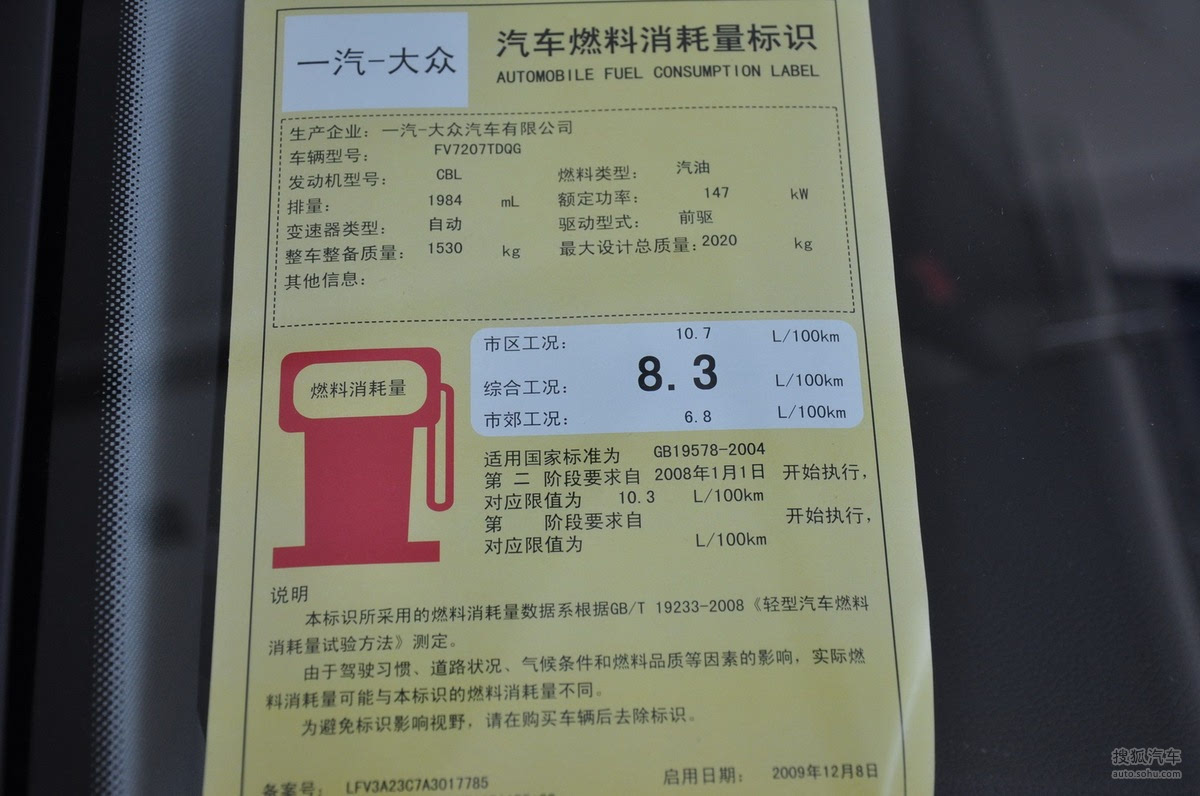 一汽-大众
汽车燃料消耗量标识
AUTOMOBILE FUEL CONSUMPTION LABEL
生产企业：一汽-大众汽车有限公司
车辆型号： FV7207TDQG
发动机型号： CBL 燃料类型： 汽油
排量： 1984 mL 额定功率： 147 kW
变速器类型： 自动 驱动型式： 前驱
整车整备质量： 1530 kg 最大设计总质量：2020 kg
其他信息：
燃料消耗量
市区工况： 10.7 L/100km
综合工况： 8.3 L/100km
市郊工况： 6.8 L/100km
适用国家标准为 GB19578-2004
第 二 阶段要求自 2008年1月1日 开始执行，
对应限值为 10.3 L/100km
第 阶段要求自 开始执行，
对应限值为 L/100km
说明
本标识所采用的燃料消耗量数据系根据GB/T 19233-2008《轻型汽车燃料
消耗量试验方法》测定。
由于驾驶习惯、道路状况、气候条件和燃料品质等因素的影响，实际燃
料消耗量可能与本标识的燃料消耗量不同。
为避免标识影响视野，请在购买车辆后去除标识。
备案号： LFV3A23C7A3017785 启用日期： 2009年12月8日
搜狐汽车
auto.sohu.com